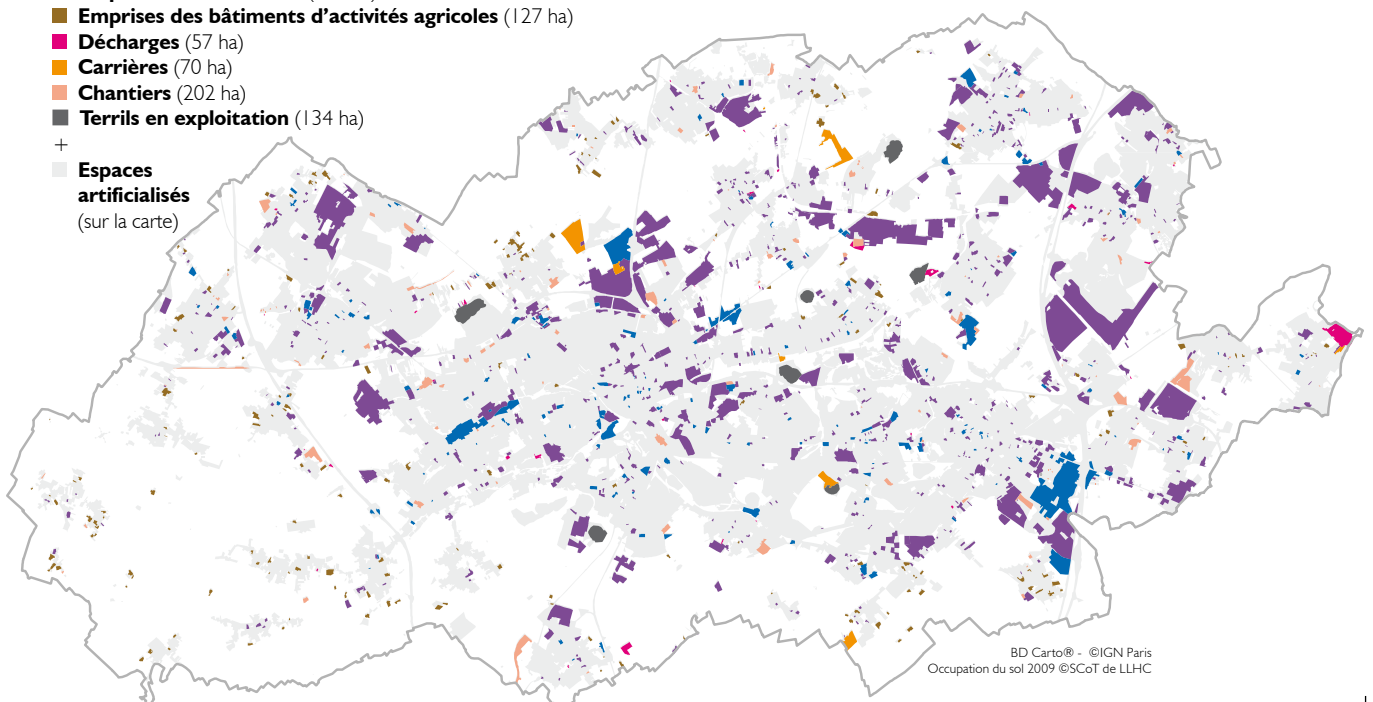 Emprises des bâtiments d’activités agricoles (127 ha)
Décharges (57 ha)
Carrières (70 ha)
Chantiers (202 ha)
Terrils en exploitation (134 ha)
+
Espaces
artificialisés
(sur la carte)
BD Carto® - ©IGN Paris
Occupation du sol 2009 ©SCoT de LLHC